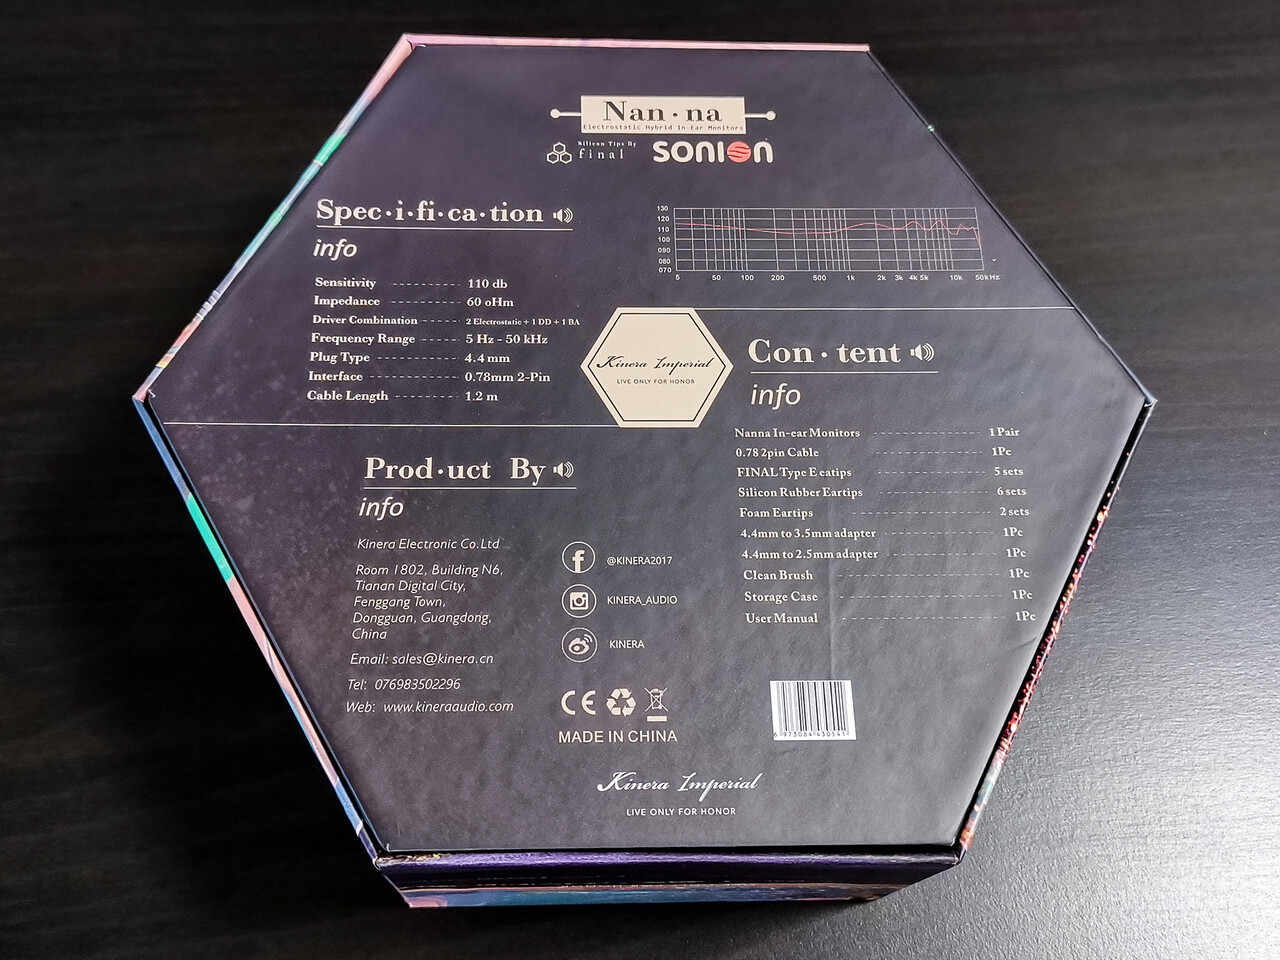 Nan·na
Electrostatic Hybrid In-Ear Monitors
Silicon Tips By
final
SONION
Spec·i·fi·ca·tion
info
Sensitivity 110 db
Impedance 60 oHm
Driver Combination 2 Electrostatic + 1 DD + 1 BA
Frequency Range 5 Hz - 50 kHz
Plug Type 4.4 mm
Interface 0.78mm 2-Pin
Cable Length 1.2 m
130
120
110
100
090
080
070
5 50 100 200 500 1k 2k 3k 4k 5k 10k 50k Hz
Kinera Imperial
LIVE ONLY FOR HONOR
Con·tent
info
Nanna In-ear Monitors 1 Pair
0.78 2pin Cable 1Pc
FINAL Type E eatips 5 sets
Silicon Rubber Eartips 6 sets
Foam Eartips 2 sets
4.4mm to 3.5mm adapter 1Pc
4.4mm to 2.5mm adapter 1Pc
Clean Brush 1Pc
Storage Case 1Pc
User Manual 1Pc
Prod·uct By
info
Kinera Electronic Co.Ltd
Room 1802, Building N6,
Tianan Digital City,
Fenggang Town,
Dongguan, Guangdong,
China
Email: sales@kinera.cn
Tel: 076983502296
Web: www.kineraaudio.com
@KINERA2017
KINERA_AUDIO
KINERA
CE
MADE IN CHINA
6 973084 430541
Kinera Imperial
LIVE ONLY FOR HONOR